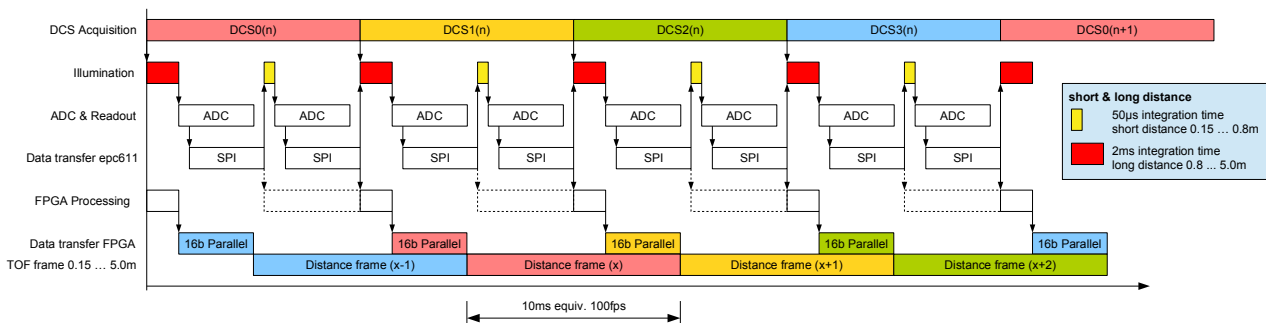 DCS Acquisition
DCS0(n) DCS1(n) DCS2(n) DCS3(n) DCS0(n+1)
Illumination
short & long distance
50µs integration time
short distance 0.15 … 0.8m
2ms integration time
long distance 0.8 ... 5.0m
ADC & Readout
ADC ADC ADC ADC ADC ADC ADC ADC
Data transfer epc611
SPI SPI SPI SPI SPI SPI SPI SPI
FPGA Processing
Data transfer FPGA
16b Parallel 16b Parallel 16b Parallel 16b Parallel 16b Parallel
TOF frame 0.15 … 5.0m
Distance frame (x-1) Distance frame (x) Distance frame (x+1) Distance frame (x+2)
10ms equiv. 100fps